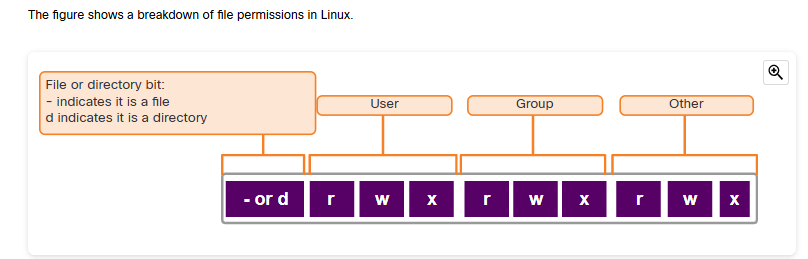 The figure shows a breakdown of file permissions in Linux.
File or directory bit:
- indicates it is a file
d indicates it is a directory
User
Group
Other
- or d r w x r w x r w x